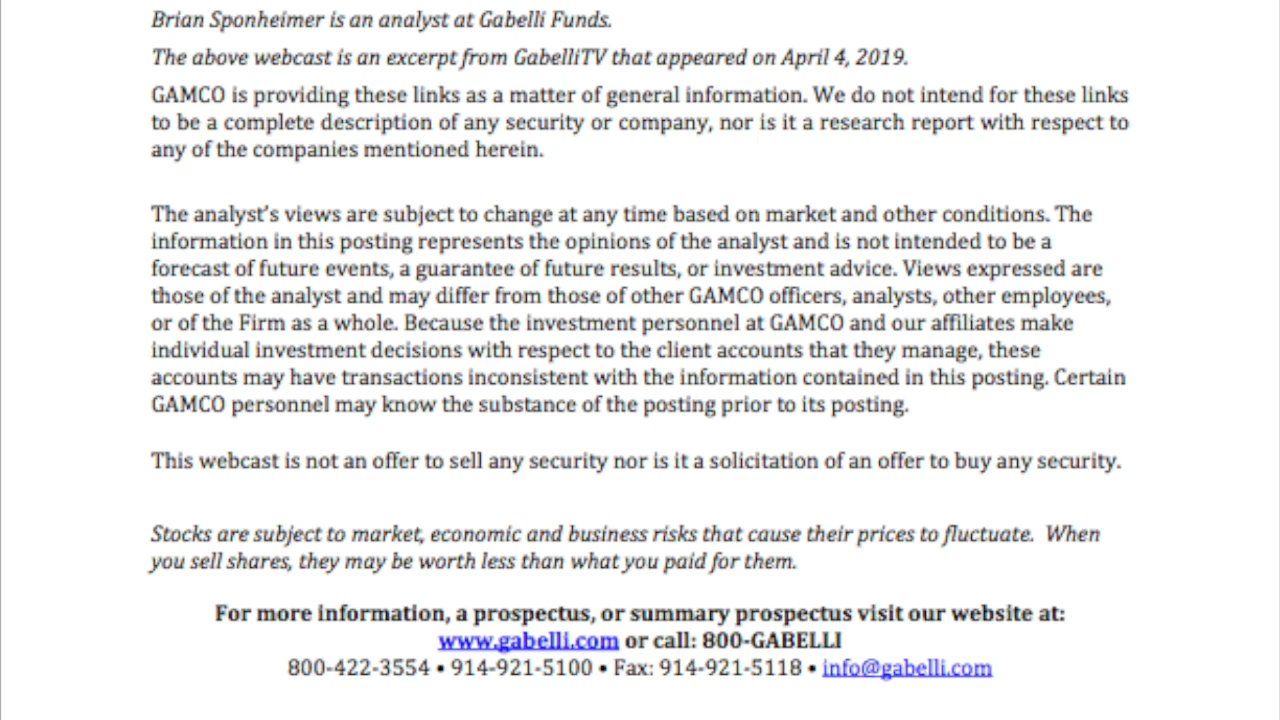 Brian Sponheimer is an analyst at Gabelli Funds.
The above webcast is an excerpt from GabelliTV that appeared on April 4, 2019.
GAMCO is providing these links as a matter of general information. We do not intend for these links
to be a complete description of any security or company, nor is it a research report with respect to
any of the companies mentioned herein.
The analyst's views are subject to change at any time based on market and other conditions. The
information in this posting represents the opinions of the analyst and is not intended to be a
forecast of future events, a guarantee of future results, or investment advice. Views expressed are
those of the analyst and may differ from those of other GAMCO officers, analysts, other employees,
or of the Firm as a whole. Because the investment personnel at GAMCO and our affiliates make
individual investment decisions with respect to the client accounts that they manage, these
accounts may have transactions inconsistent with the information contained in this posting. Certain
GAMCO personnel may know the substance of the posting prior to its posting.
This webcast is not an offer to sell any security nor is it a solicitation of an offer to buy any security.
Stocks are subject to market, economic and business risks that cause their prices to fluctuate.  When
you sell shares, they may be worth less than what you paid for them.
For more information, a prospectus, or summary prospectus visit our website at:
www.gabelli.com or call: 800-GABELLI
800-422-3554 • 914-921-5100 • Fax: 914-921-5118 • info@gabelli.com